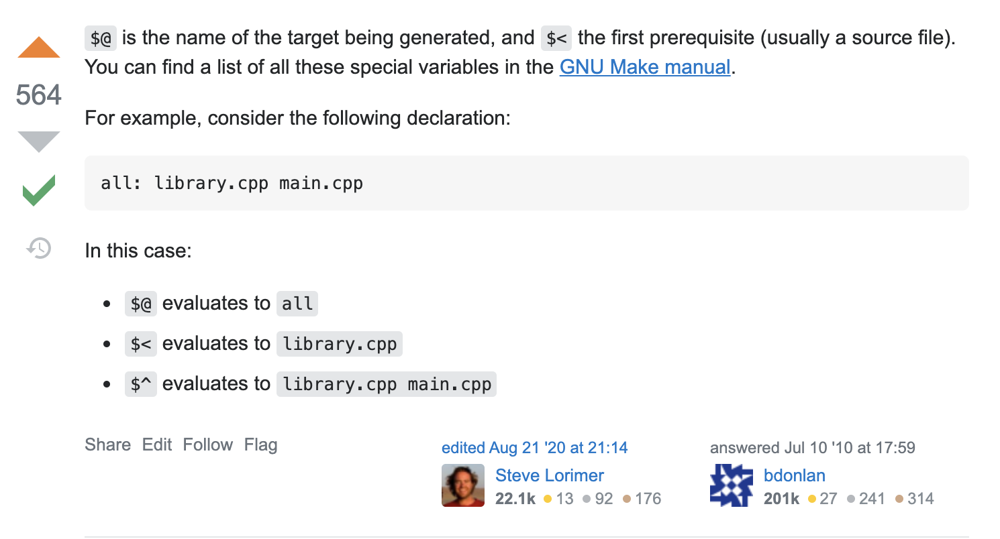 $@ is the name of the target being generated, and $< the first prerequisite (usually a source file).
You can find a list of all these special variables in the GNU Make manual.
564
For example, consider the following declaration:
all: library.cpp main.cpp
In this case:
• $@ evaluates to all
• $< evaluates to library.cpp
• $^ evaluates to library.cpp main.cpp
Share Edit Follow Flag
edited Aug 21 '20 at 21:14
Steve Lorimer
22.1k ● 13 ● 92 ● 176
answered Jul 10 '10 at 17:59
bdonlan
201k ● 27 ● 241 ● 314